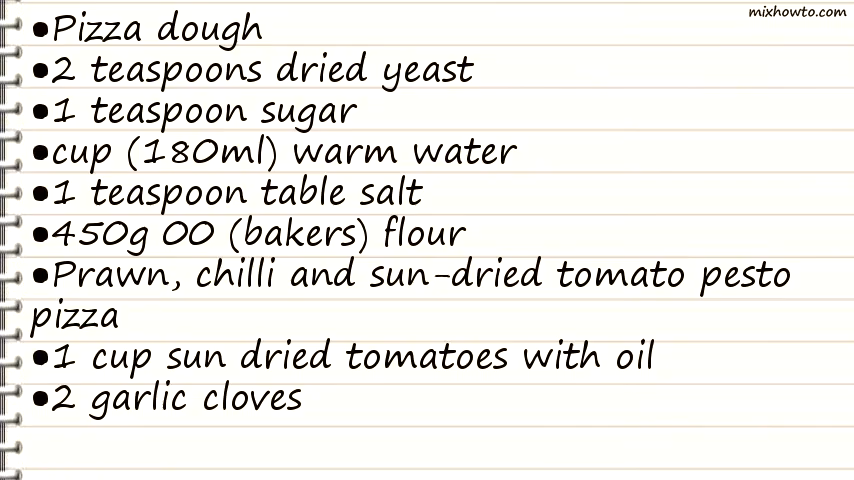 mixhowto.com
•Pizza dough
•2 teaspoons dried yeast
•1 teaspoon sugar
•cup (180ml) warm water
•1 teaspoon table salt
•450g 00 (bakers) flour
•Prawn, chilli and sun-dried tomato pesto
pizza
•1 cup sun dried tomatoes with oil
•2 garlic cloves